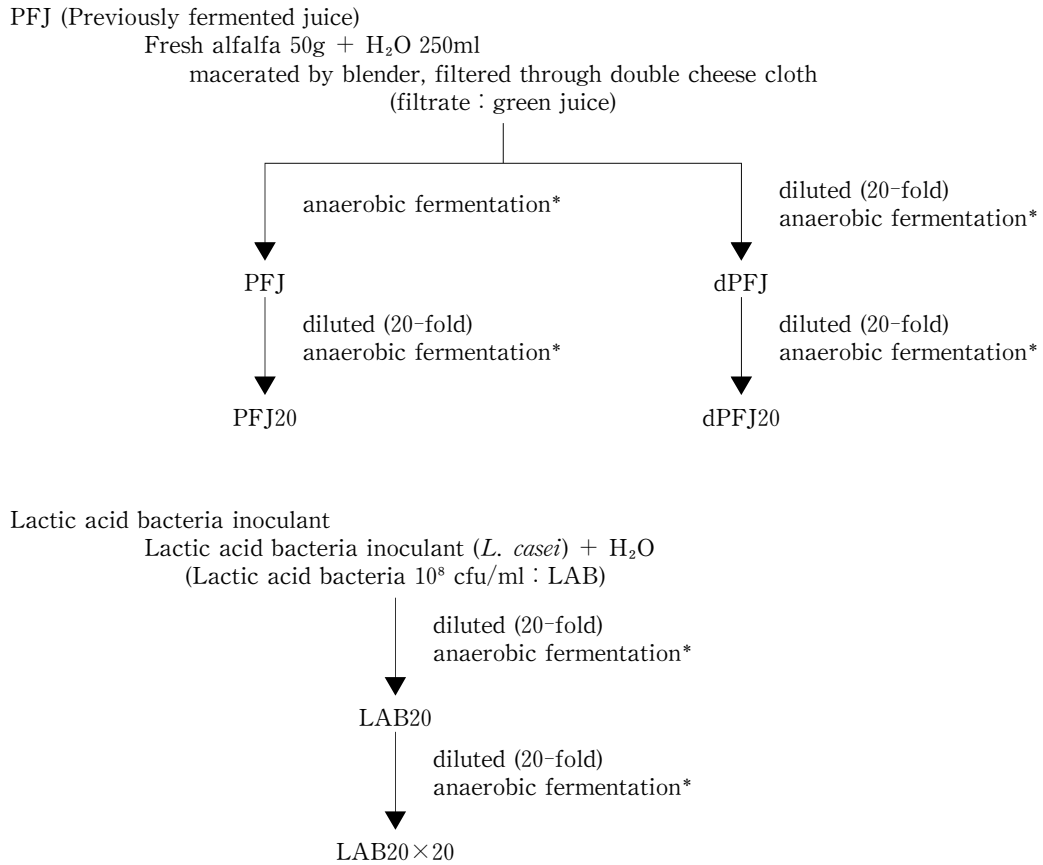 PFJ (Previously fermented juice)
Fresh alfalfa 50g + H₂O 250ml
macerated by blender, filtered through double cheese cloth
(filtrate：green juice)
anaerobic fermentation*
diluted (20-fold)
anaerobic fermentation*
PFJ
dPFJ
diluted (20-fold)
anaerobic fermentation*
diluted (20-fold)
anaerobic fermentation*
PFJ20
dPFJ20
Lactic acid bacteria inoculant
Lactic acid bacteria inoculant (L. casei) + H₂O
(Lactic acid bacteria 10⁸ cfu/ml：LAB)
diluted (20-fold)
anaerobic fermentation*
LAB20
diluted (20-fold)
anaerobic fermentation*
LAB20×20